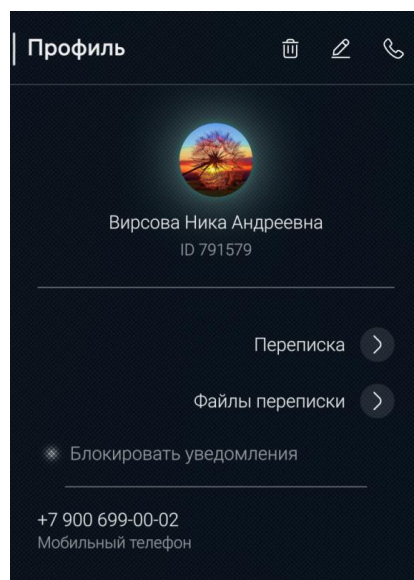 Профиль
Вирсова Ника Андреевна
ID 791579
Переписка
Файлы переписки
Блокировать уведомления
+7 900 699-00-02
Мобильный телефон